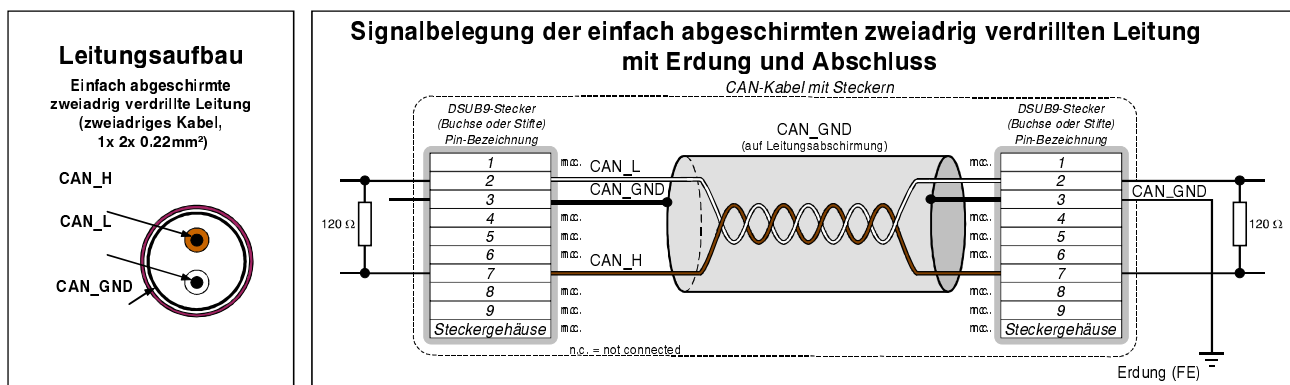 Leitungsaufbau
Einfach abgeschirmte
zweiadrig verdrillte Leitung
(zweiadriges Kabel,
1x 2x 0.22mm²)
CAN_H
CAN_L
CAN_GND
Signalbelegung der einfach abgeschirmten zweiadrig verdrillten Leitung
mit Erdung und Abschluss
CAN-Kabel mit Steckern
DSUB9-Stecker
(Buchse oder Stifte)
Pin-Bezeichnung
1
2
3
4
5
6
7
8
9
Steckergehäuse
120 Ω
n.c.
n.c.
n.c.
n.c.
n.c.
n.c.
n.c.
CAN_L
CAN_GND
CAN_H
CAN_GND
(auf Leitungsabschirmung)
n.c. = not connected
DSUB9-Stecker
(Buchse oder Stifte)
Pin-Bezeichnung
n.c.
n.c.
n.c.
n.c.
n.c.
n.c.
n.c.
1
2
3
4
5
6
7
8
9
Steckergehäuse
CAN_GND
120 Ω
Erdung (FE)